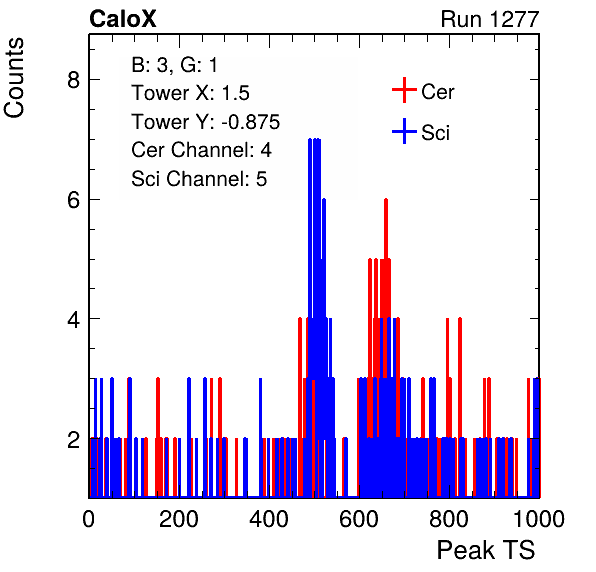 CaloX Run 1277
Counts
B: 3, G: 1
Tower X: 1.5
Tower Y: -0.875
Cer Channel: 4
Sci Channel: 5
Cer
Sci
8
6
4
2
0 200 400 600 800 1000
Peak TS